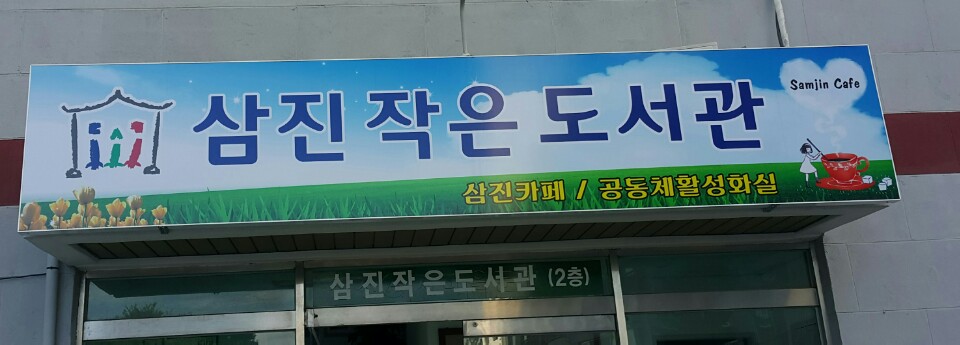 삼진 작은 도서관
Samjin Cafe
삼진카페 / 공동체활성화실
삼진작은도서관 (2층)